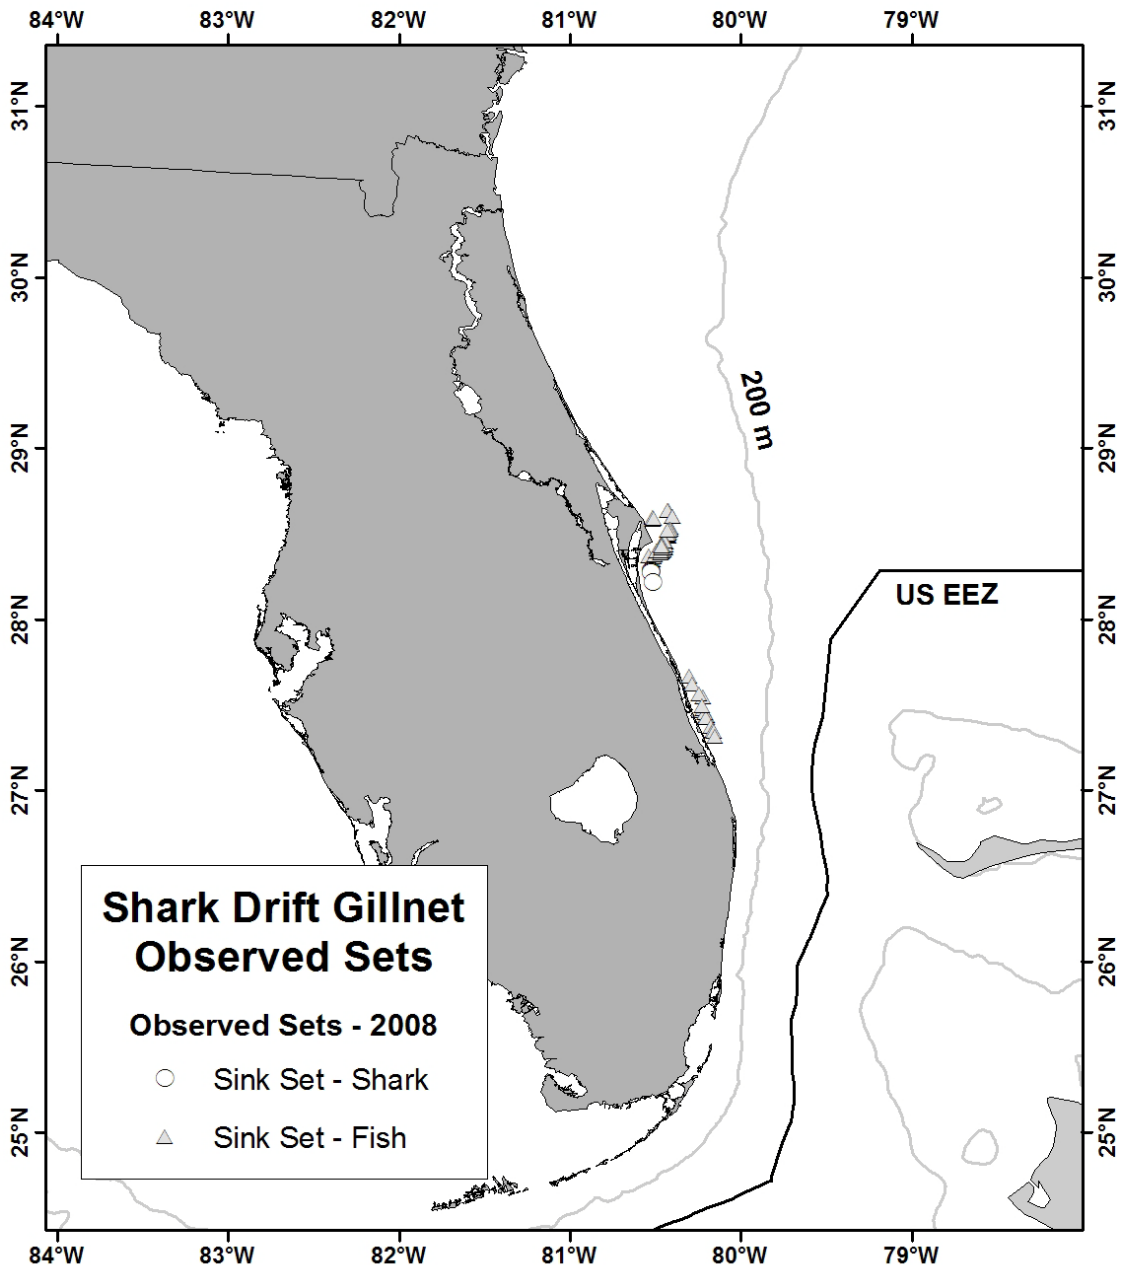 84°W 83°W 82°W 81°W 80°W 79°W
31°N 31°N
30°N 30°N
200 m
29°N 29°N
US EEZ
28°N 28°N
27°N 27°N
Shark Drift Gillnet
Observed Sets
26°N 26°N
Observed Sets - 2008
Sink Set - Shark
Sink Set - Fish
25°N 25°N
84°W 83°W 82°W 81°W 80°W 79°W